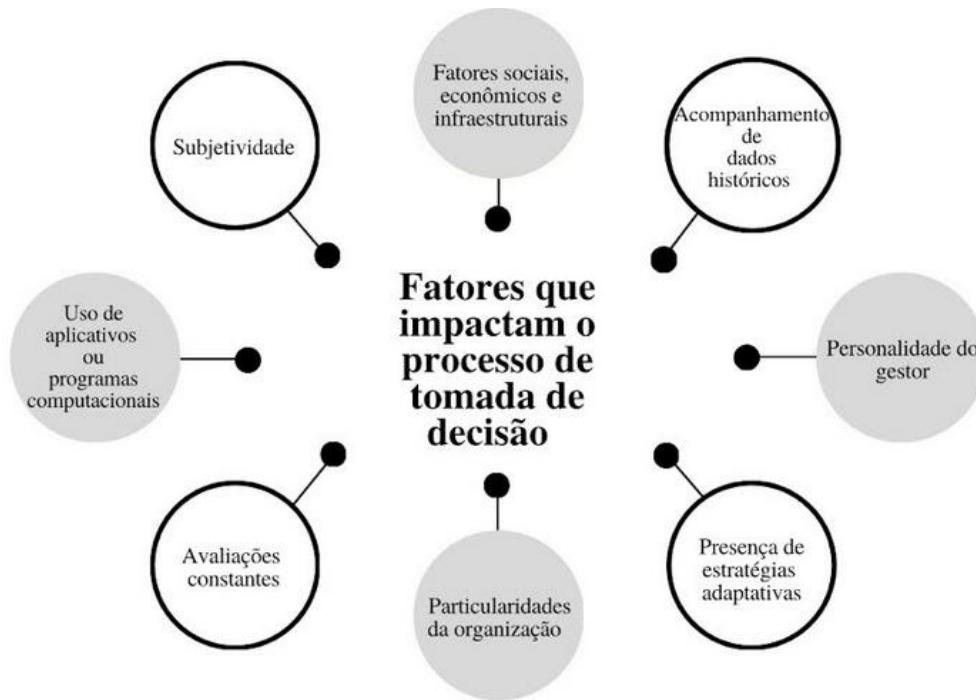 Fatores sociais,
econômicos e
infraestruturais
Subjetividade
Acompanhamento
de
dados
históricos
Uso de
aplicativos
ou
programas
computacionais
Fatores que
impactam o
processo de
tomada de
decisão
Personalidade do
gestor
Avaliações
constantes
Particularidades
da organização
Presença de
estratégias
adaptativas